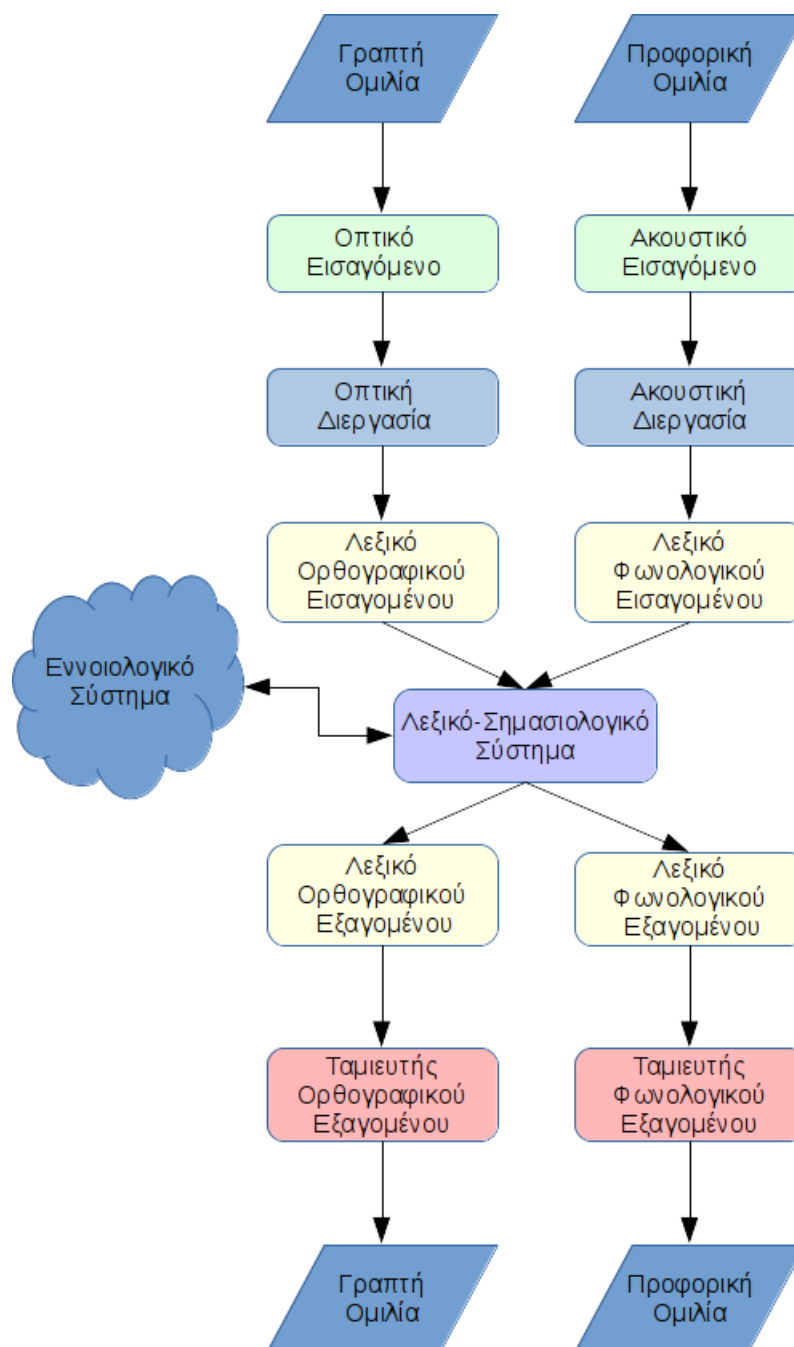 Γραπτή
Ομιλία
Προφορική
Ομιλία
Οπτικό
Εισαγόμενο
Ακουστικό
Εισαγόμενο
Οπτική
Διεργασία
Ακουστική
Διεργασία
Λεξικό
Ορθογραφικού
Εισαγομένου
Λεξικό
Φωνολογικού
Εισαγομένου
Εννοιολογικό
Σύστημα
Λεξικό-Σημασιολογικό
Σύστημα
Λεξικό
Ορθογραφικού
Εξαγομένου
Λεξικό
Φωνολογικού
Εξαγομένου
Ταμιευτής
Ορθογραφικού
Εξαγομένου
Ταμιευτής
Φωνολογικού
Εξαγομένου
Γραπτή
Ομιλία
Προφορική
Ομιλία